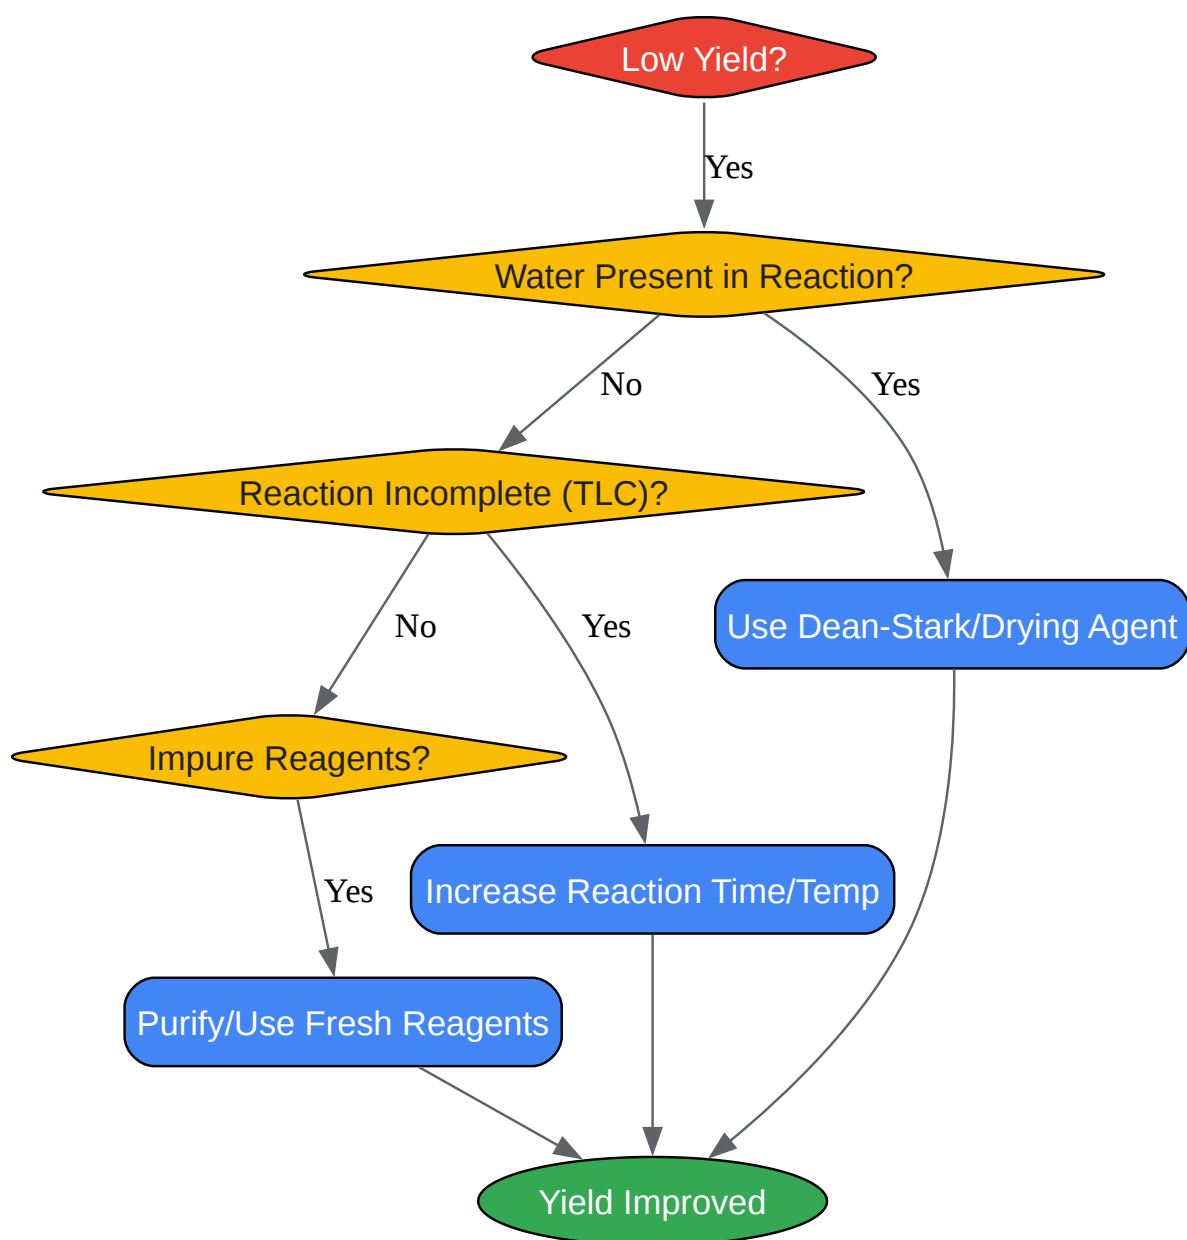 Low Yield?
Yes
Water Present in Reaction?
No
Yes
Reaction Incomplete (TLC)?
No
Yes
Use Dean-Stark/Drying Agent
Impure Reagents?
Yes
Increase Reaction Time/Temp
Purify/Use Fresh Reagents
Yield Improved